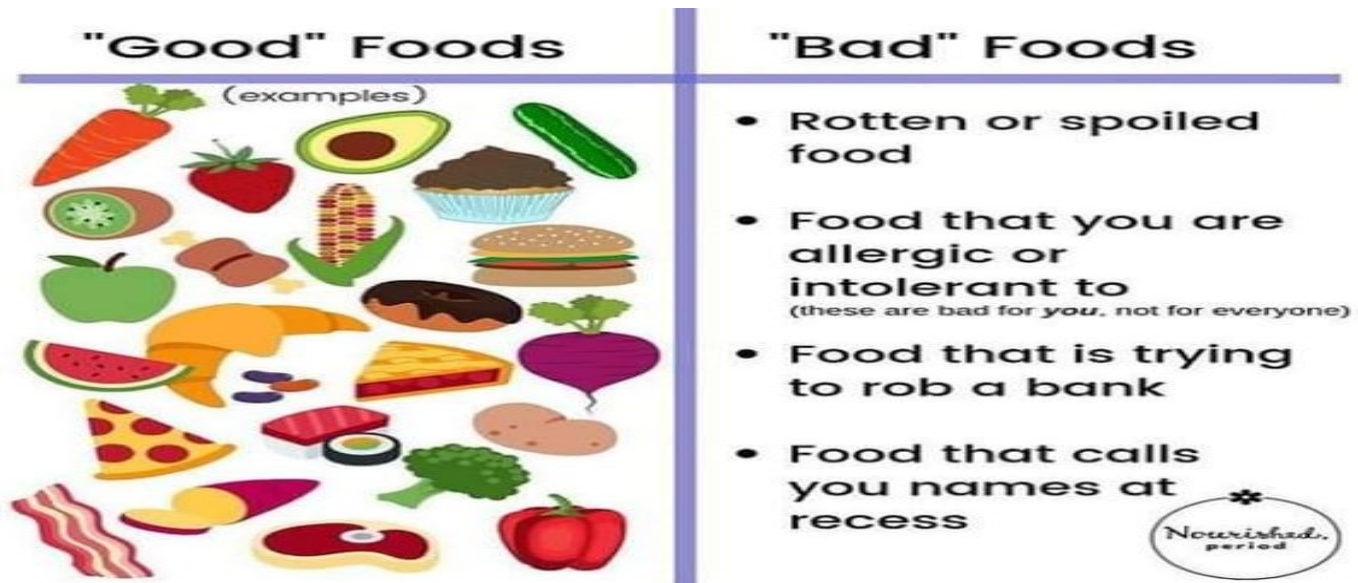 "Good" Foods
(examples)
"Bad" Foods
• Rotten or spoiled
food
• Food that you are
allergic or
intolerant to
(these are bad for you, not for everyone)
• Food that is trying
to rob a bank
• Food that calls
you names at
recess
Nourished,
period